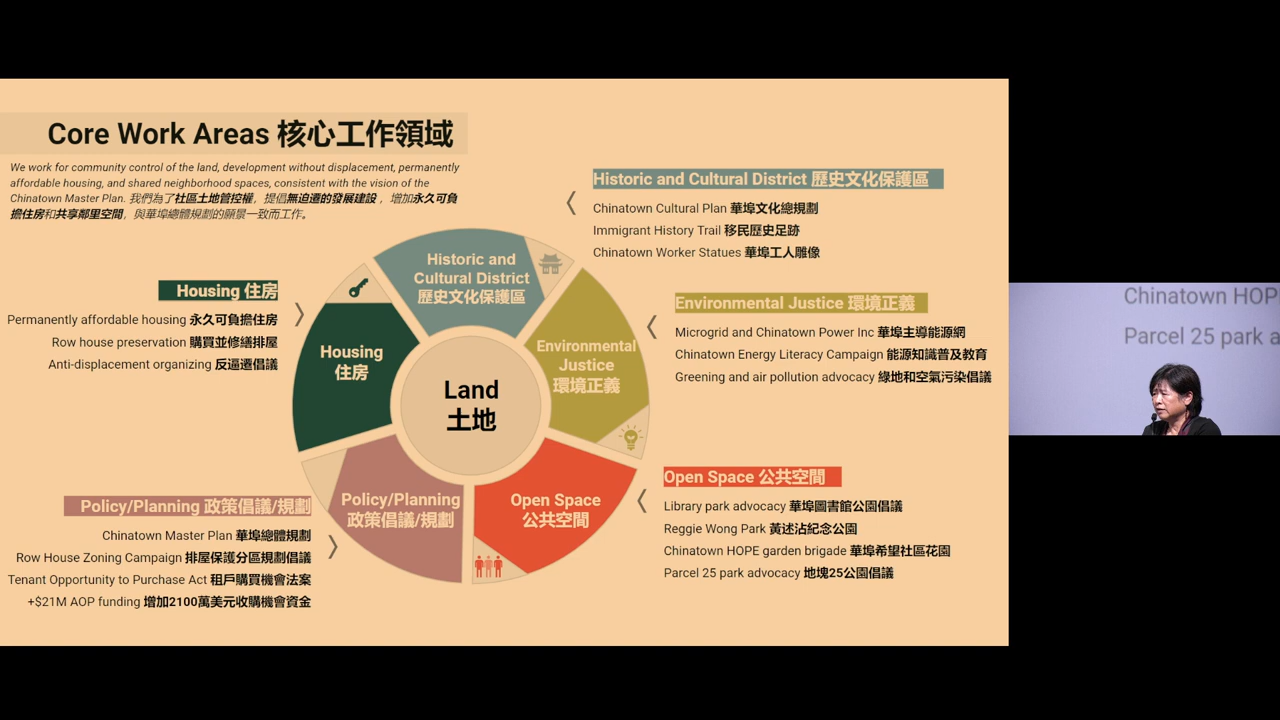 Core Work Areas 核心工作領域
We work for community control of the land, development without displacement, permanently
affordable housing, and shared neighborhood spaces, consistent with the vision of the
Chinatown Master Plan. 我們為了社區土地管控權，提倡無迫遷的發展建設，增加永久可負
擔住房和共享鄰里空間，與華埠總體規劃的願景一致而工作。
Housing 住房
Permanently affordable housing 永久可負擔住房
Row house preservation 購買並修繕排屋
Anti-displacement organizing 反逼遷倡議
Policy/Planning 政策倡議/規劃
Chinatown Master Plan 華埠總體規劃
Row House Zoning Campaign 排屋保護分區規劃倡議
Tenant Opportunity to Purchase Act 租戶購買機會法案
+$21M AOP funding 增加2100萬美元收購機會資金
Historic and
Cultural District
歷史文化保護區
Housing
住房
Environmental
Justice
環境正義
Land
土地
Policy/Planning
政策倡議/規劃
Open Space
公共空間
Historic and Cultural District 歷史文化保護區
Chinatown Cultural Plan 華埠文化總規劃
Immigrant History Trail 移民歷史足跡
Chinatown Worker Statues 華埠工人雕像
Environmental Justice 環境正義
Microgrid and Chinatown Power Inc 華埠主導能源網
Chinatown Energy Literacy Campaign 能源知識普及教育
Greening and air pollution advocacy 綠地和空氣污染倡議
Open Space 公共空間
Library park advocacy 華埠圖書館公園倡議
Reggie Wong Park 黃述沾紀念公園
Chinatown HOPE garden brigade 華埠希望社區花園
Parcel 25 park advocacy 地塊25公園倡議
Chinatown HOP
Parcel 25 park a